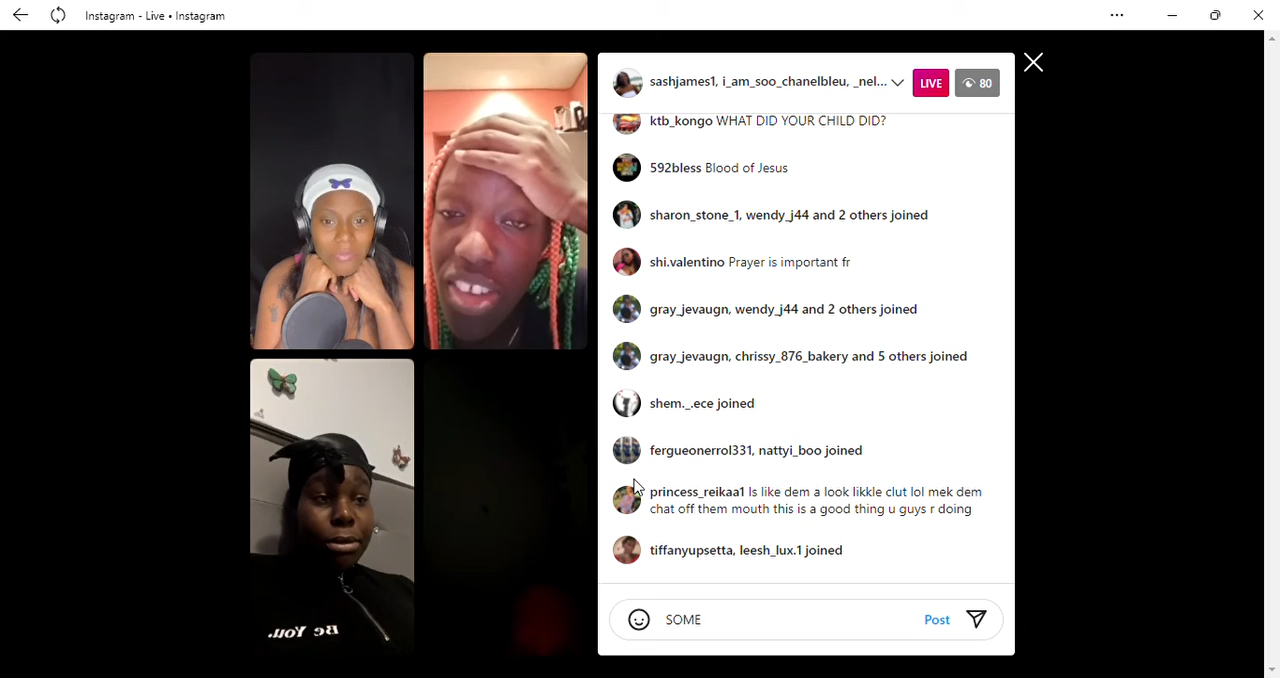 Instagram - Live • Instagram
sashjames1, i_am_soo_chanelbleu, _nel...
LIVE
80
ktb_kongo WHAT DID YOUR CHILD DID?
592bless Blood of Jesus
sharon_stone_1, wendy_j44 and 2 others joined
shi.valentino Prayer is important fr
gray_jevaugn, wendy_j44 and 2 others joined
gray_jevaugn, chrissy_876_bakery and 5 others joined
shem._.ece joined
fergueonerrol331, nattyi_boo joined
princess_reikaa1 Is like dem a look likkle clut lol mek dem
chat off them mouth this is a good thing u guys r doing
tiffanyupsetta, leesh_lux.1 joined
SOME
Post
Be You.